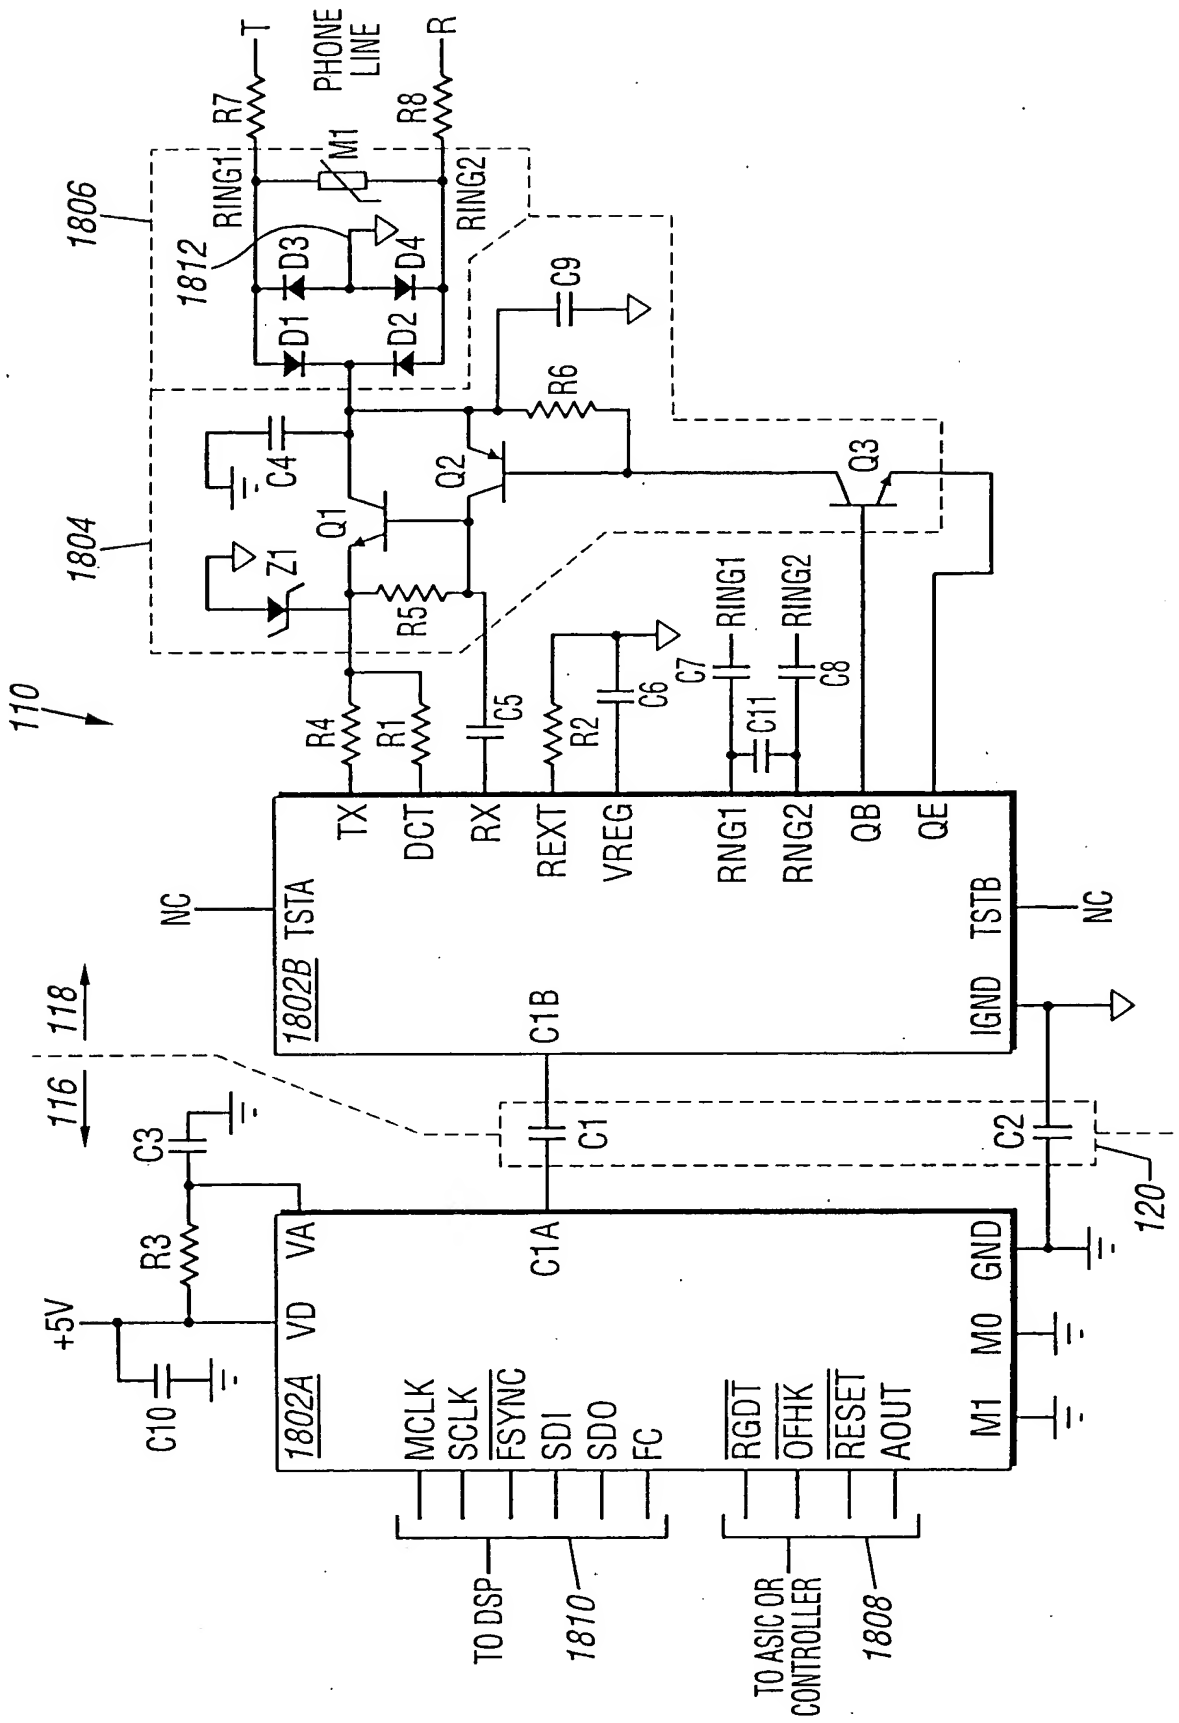 110
116
118
+5V
C10
R3
C3
VD
VA
1802A
MCLK
SCLK
FSYNC
SDI
SDO
FC
RGDT
OFHK
RESET
AOUT
M1
M0
GND
C1A
TO DSP
1810
TO ASIC OR
CONTROLLER
1808
C1
C2
120
NC
TSTA
1802B
C1B
IGND
TSTB
NC
TX
DCT
RX
REXT
VREG
RNG1
RNG2
QB
QE
R4
R1
C5
R2
C6
C7
C11
C8
RING1
RING2
1804
Z1
R5
Q1
C4
Q2
R6
C9
Q3
1806
1812
D1
D2
D3
D4
RING1
RING2
M1
R7
R8
T
PHONE
LINE
R